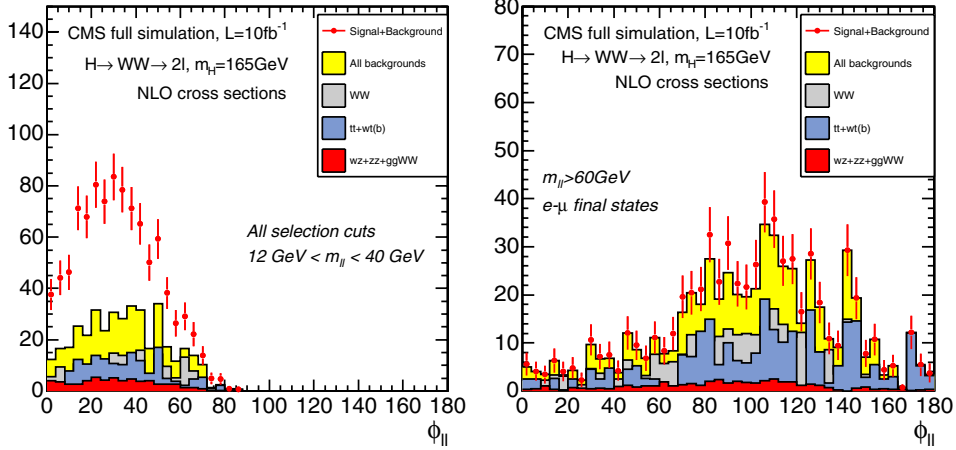 CMS full simulation, L=10fb⁻¹
H→ WW→ 2l, m_H=165GeV
NLO cross sections
Signal+Background
All backgrounds
WW
tt+wt(b)
wz+zz+ggWW
All selection cuts
12 GeV < m_ll < 40 GeV
140
120
100
80
60
40
20
0
0 20 40 60 80 100 120 140 160 180
ϕ_ll
CMS full simulation, L=10fb⁻¹
H→ WW→ 2l, m_H=165GeV
NLO cross sections
Signal+Background
All backgrounds
WW
tt+wt(b)
wz+zz+ggWW
m_ll>60GeV
e-μ final states
80
70
60
50
40
30
20
10
0
0 20 40 60 80 100 120 140 160 180
ϕ_ll